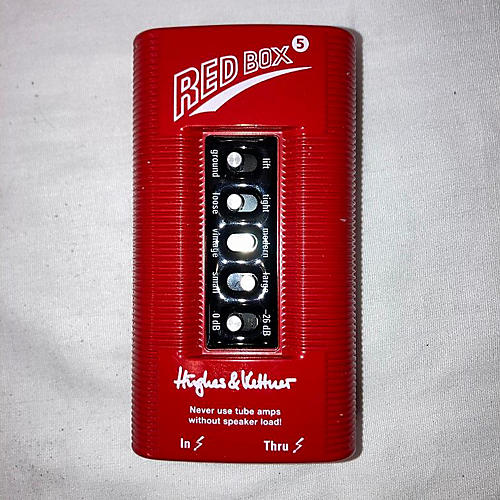 RED BOX 5
ground lift
loose tight
vintage modern
small large
0 dB -26 dB
Hughes & Kettner
Never use tube amps
without speaker load!
In Thru